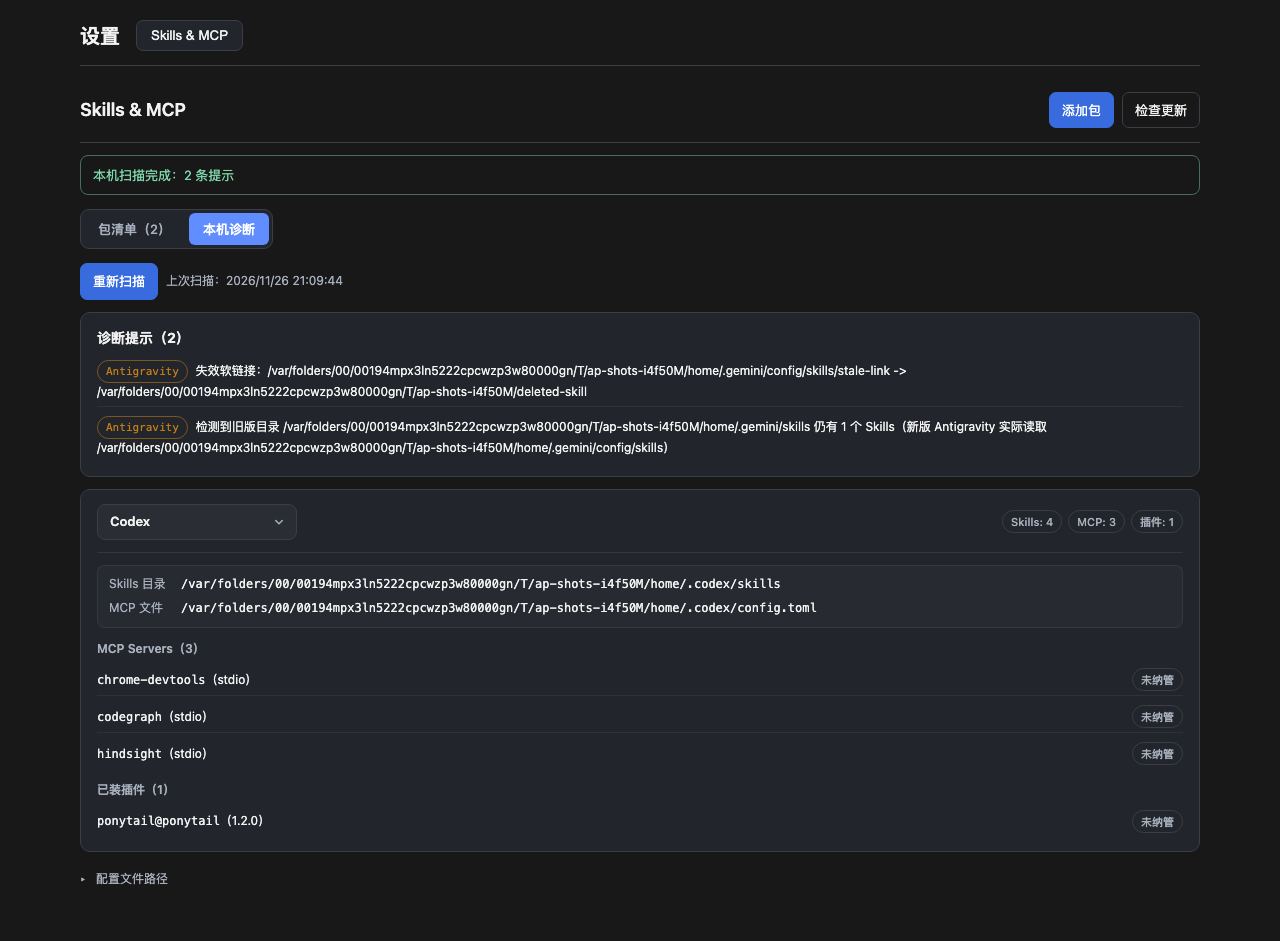 设置 Skills & MCP
Skills & MCP 添加包 检查更新
本机扫描完成：2 条提示
包清单（2） 本机诊断
重新扫描 上次扫描：2026/11/26 21:09:44
诊断提示（2）
Antigravity 失效软链接：/var/folders/00/00194mpx3ln5222cpcwzp3w80000gn/T/ap-shots-i4f50M/home/.gemini/config/skills/stale-link ->
/var/folders/00/00194mpx3ln5222cpcwzp3w80000gn/T/ap-shots-i4f50M/deleted-skill
Antigravity 检测到旧版目录 /var/folders/00/00194mpx3ln5222cpcwzp3w80000gn/T/ap-shots-i4f50M/home/.gemini/skills 仍有 1 个 Skills（新版 Antigravity 实际读取
/var/folders/00/00194mpx3ln5222cpcwzp3w80000gn/T/ap-shots-i4f50M/home/.gemini/config/skills）
Codex Skills: 4 MCP: 3 插件: 1
Skills 目录 /var/folders/00/00194mpx3ln5222cpcwzp3w80000gn/T/ap-shots-i4f50M/home/.codex/skills
MCP 文件 /var/folders/00/00194mpx3ln5222cpcwzp3w80000gn/T/ap-shots-i4f50M/home/.codex/config.toml
MCP Servers（3）
chrome-devtools（stdio） 未纳管
codegraph（stdio） 未纳管
hindsight（stdio） 未纳管
已装插件（1）
ponytail@ponytail（1.2.0） 未纳管
配置文件路径